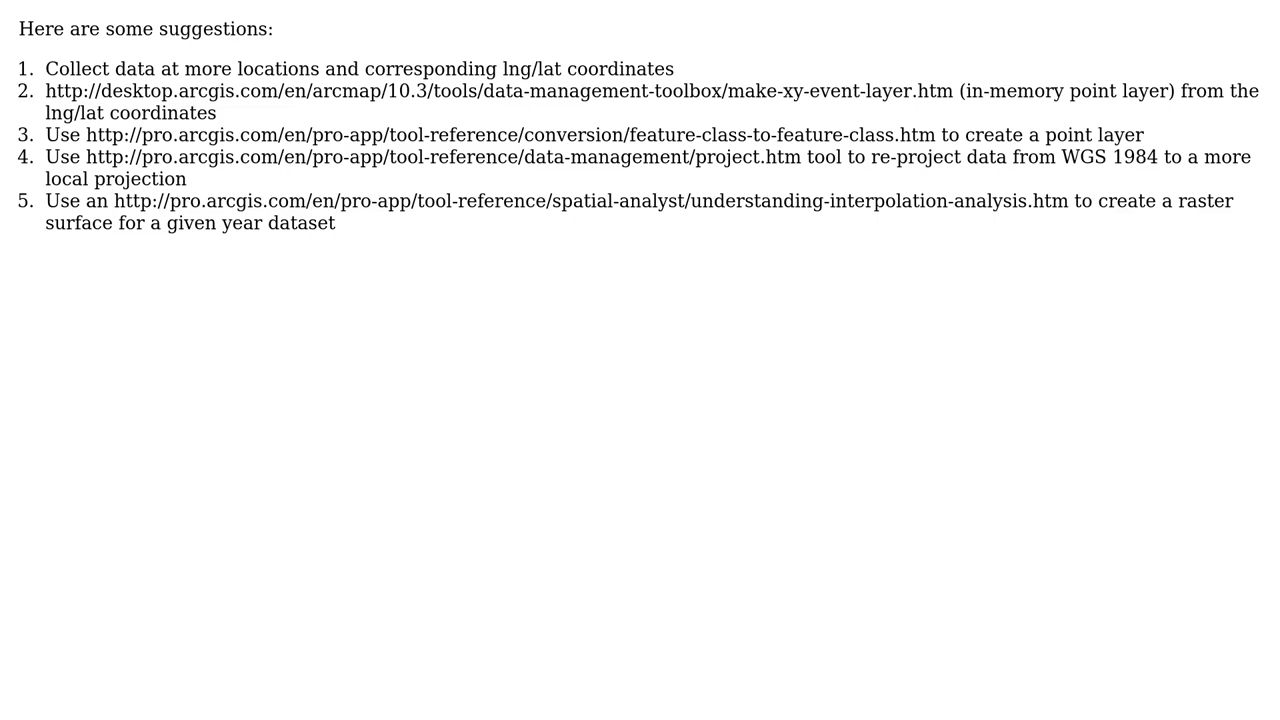 Here are some suggestions:
1. Collect data at more locations and corresponding lng/lat coordinates
2. http://desktop.arcgis.com/en/arcmap/10.3/tools/data-management-toolbox/make-xy-event-layer.htm (in-memory point layer) from the
lng/lat coordinates
3. Use http://pro.arcgis.com/en/pro-app/tool-reference/conversion/feature-class-to-feature-class.htm to create a point layer
4. Use http://pro.arcgis.com/en/pro-app/tool-reference/data-management/project.htm tool to re-project data from WGS 1984 to a more
local projection
5. Use an http://pro.arcgis.com/en/pro-app/tool-reference/spatial-analyst/understanding-interpolation-analysis.htm to create a raster
surface for a given year dataset